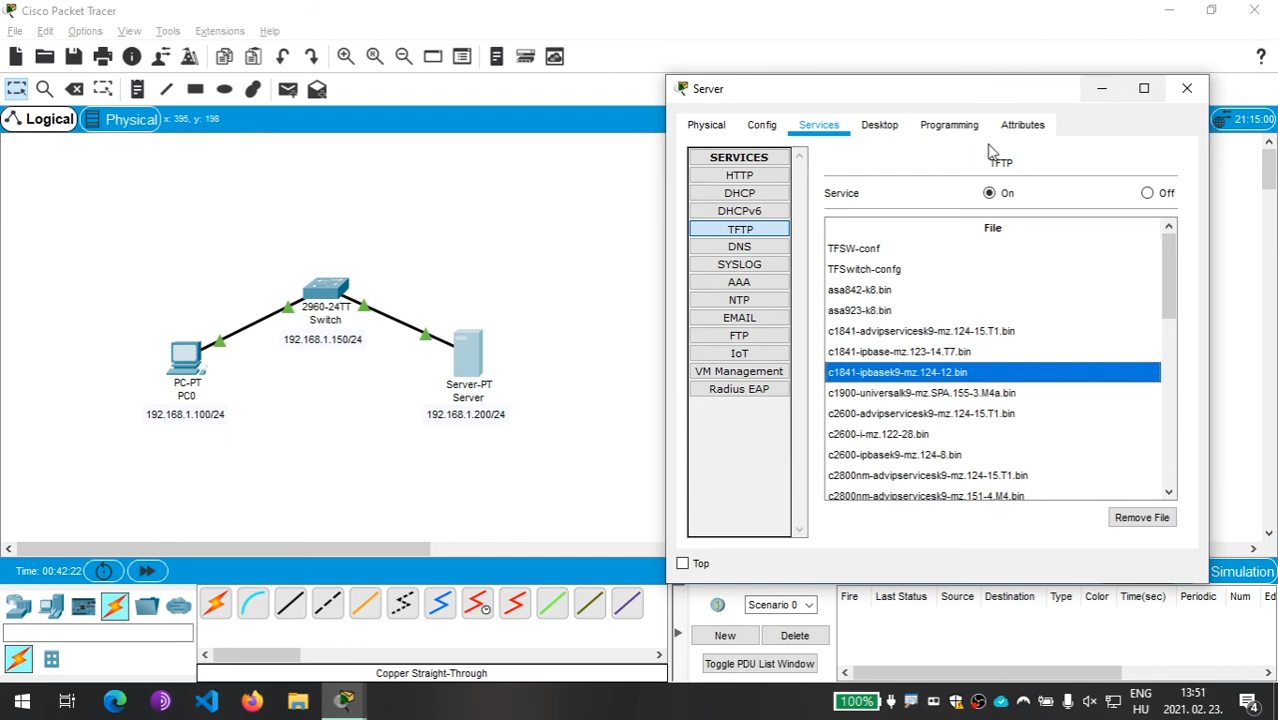 Cisco Packet Tracer
File Edit Options View Tools Extensions Help
?
Logical Physical x: 395, y: 198 21:15:00
Server
Physical Config Services Desktop Programming Attributes
SERVICES
HTTP
DHCP
DHCPv6
TFTP
DNS
SYSLOG
AAA
NTP
EMAIL
FTP
IoT
VM Management
Radius EAP
TFTP
Service On Off
File
TFSW-conf
TFSwitch-confg
asa842-k8.bin
asa923-k8.bin
c1841-advipservicesk9-mz.124-15.T1.bin
c1841-ipbase-mz.123-14.T7.bin
c1841-ipbasek9-mz.124-12.bin
c1900-universalk9-mz.SPA.155-3.M4a.bin
c2600-advipservicesk9-mz.124-15.T1.bin
c2600-i-mz.122-28.bin
c2600-ipbasek9-mz.124-8.bin
c2800nm-advipservicesk9-mz.124-15.T1.bin
c2800nm-advipservicesk9-mz.151-4.M4.bin
Remove File
Top
2960-24TT
Switch
192.168.1.150/24
PC-PT
PC0
192.168.1.100/24
Server-PT
Server
192.168.1.200/24
Time: 00:42:22 Simulation
Copper Straight-Through
Scenario 0
New Delete
Toggle PDU List Window
Fire Last Status Source Destination Type Color Time(sec) Periodic Num Ed
100% ENG 13:51
HU 2021. 02. 23. 4